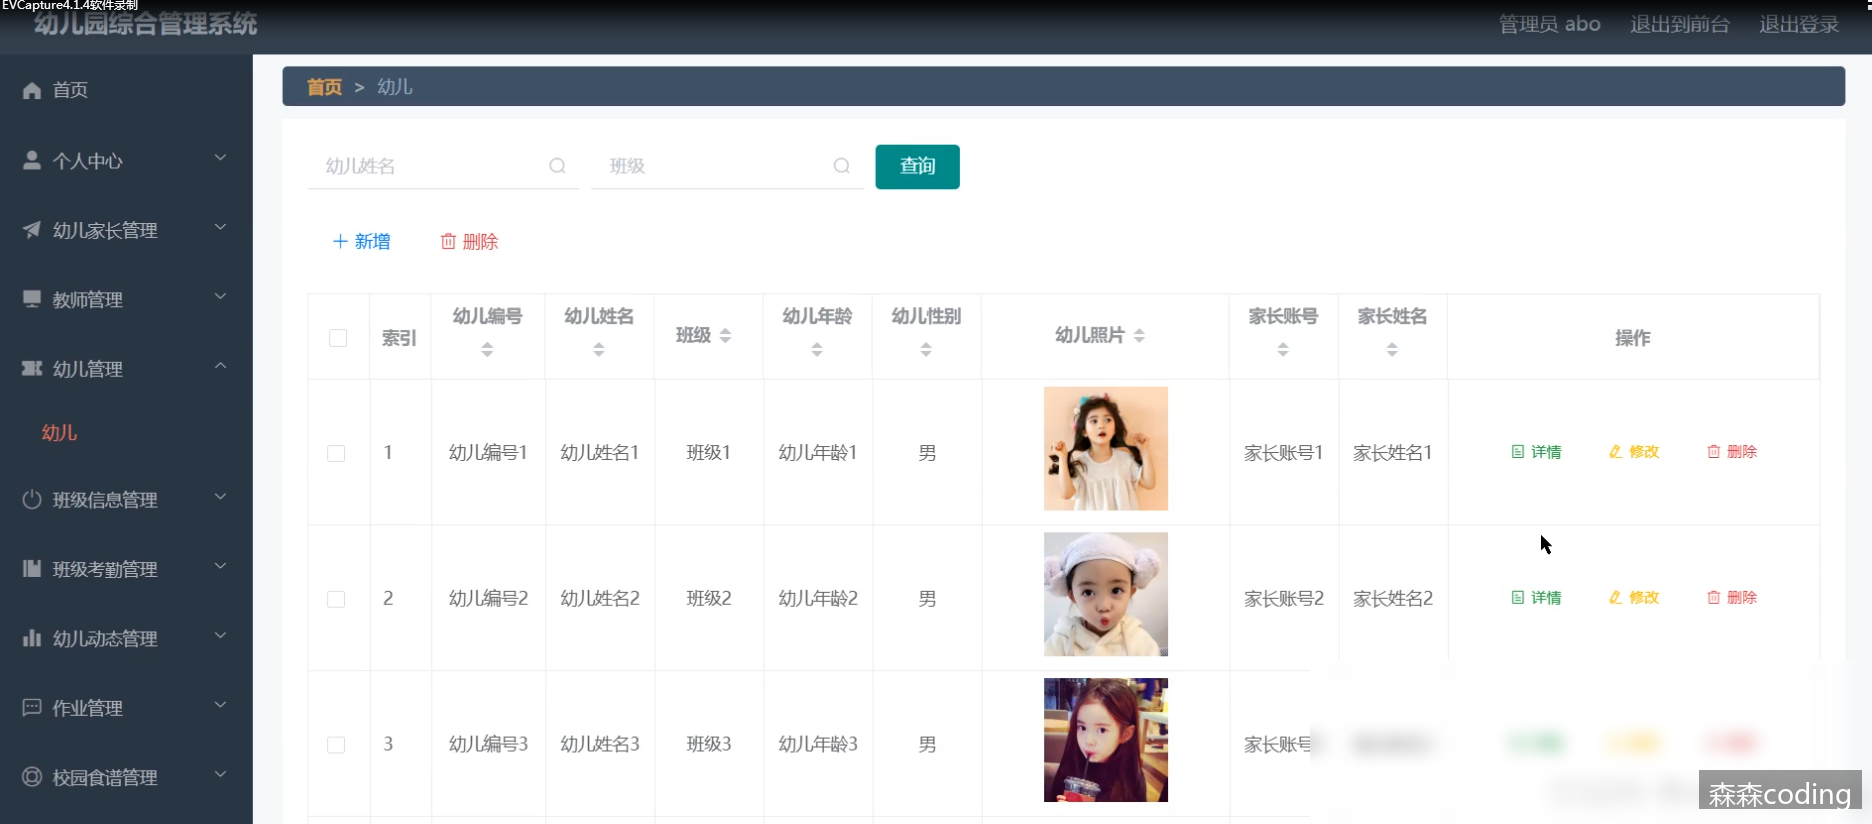 EVCapture4.1.4软件录制
幼儿园综合管理系统
管理员 abo 退出到前台 退出登录
首页
个人中心
幼儿家长管理
教师管理
幼儿管理
幼儿
班级信息管理
班级考勤管理
幼儿动态管理
作业管理
校园食谱管理
首页 > 幼儿
幼儿姓名 班级 查询
新增 删除
索引 幼儿编号 幼儿姓名 班级 幼儿年龄 幼儿性别 幼儿照片 家长账号 家长姓名 操作
1 幼儿编号1 幼儿姓名1 班级1 幼儿年龄1 男 家长账号1 家长姓名1 详情 修改 删除
2 幼儿编号2 幼儿姓名2 班级2 幼儿年龄2 男 家长账号2 家长姓名2 详情 修改 删除
3 幼儿编号3 幼儿姓名3 班级3 幼儿年龄3 男 家长账号
森森coding